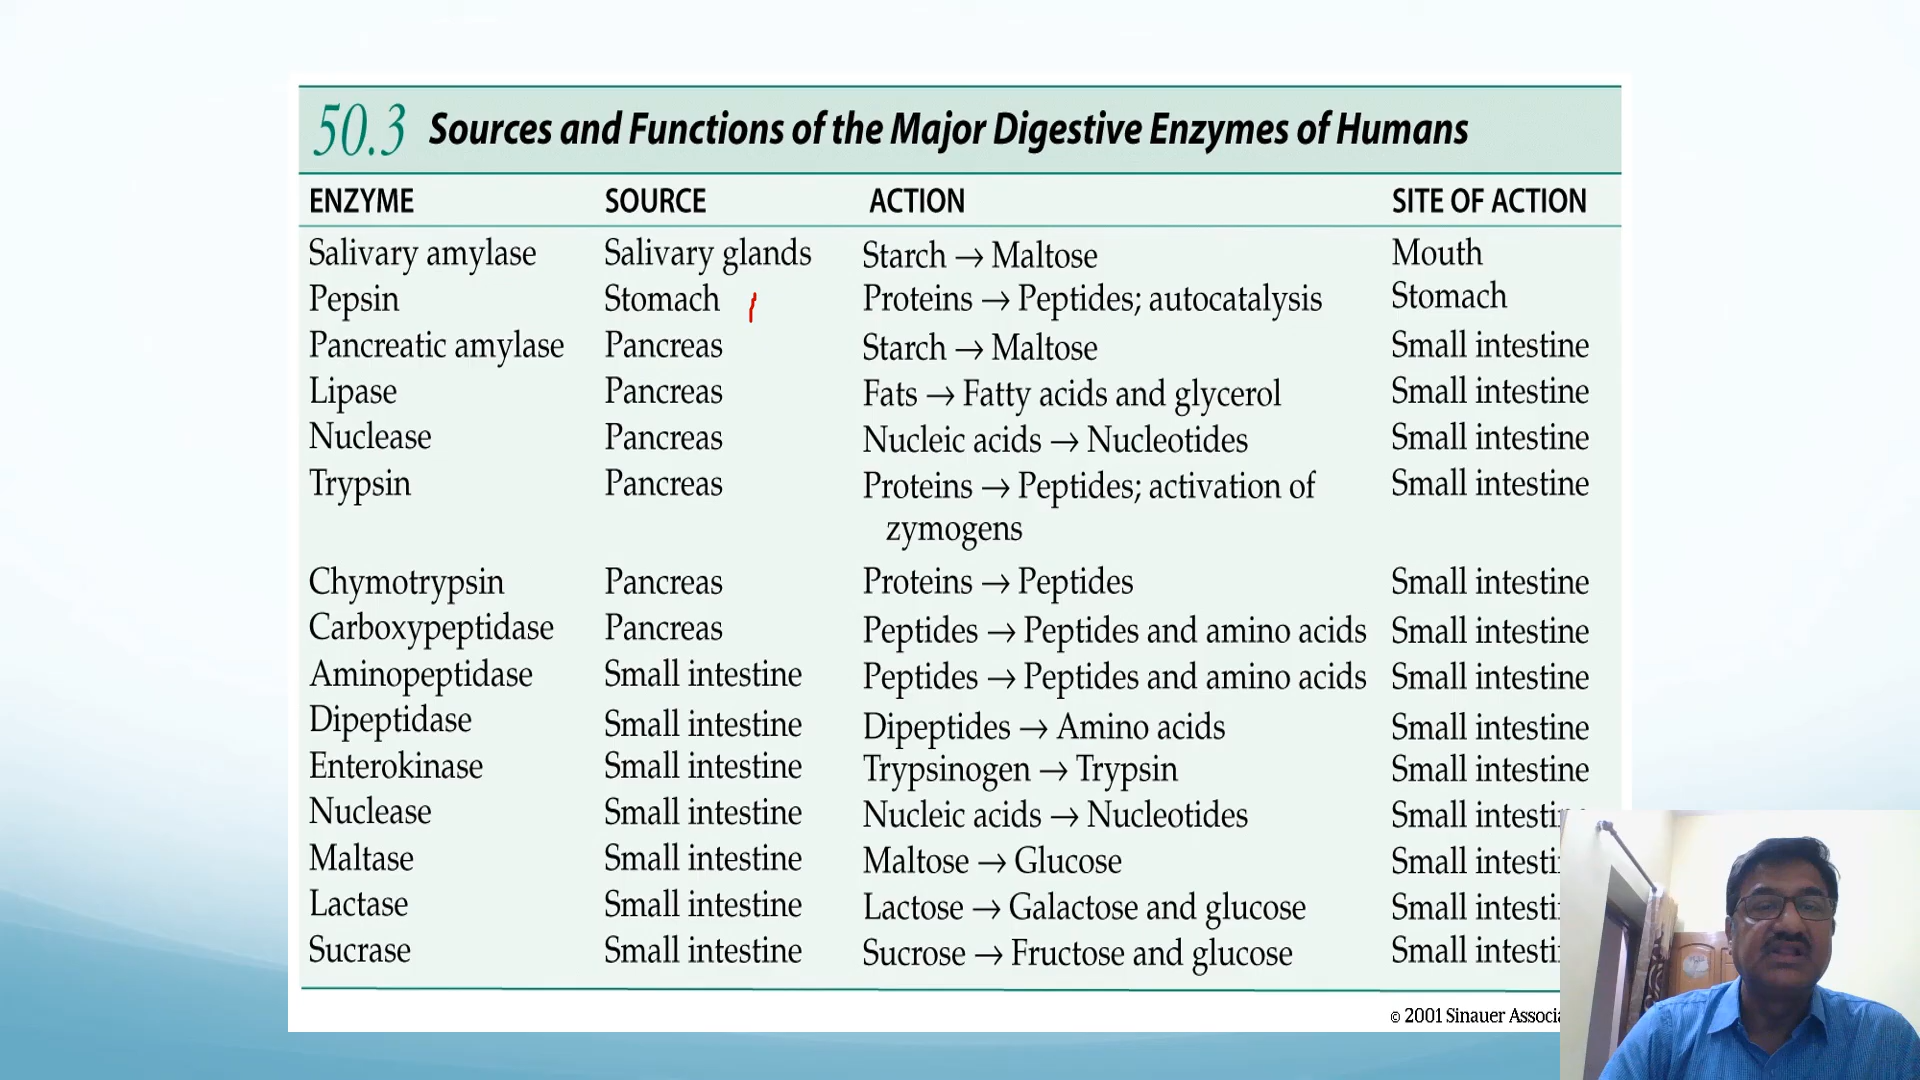 50.3 Sources and Functions of the Major Digestive Enzymes of Humans
ENZYME SOURCE ACTION SITE OF ACTION
Salivary amylase Salivary glands Starch → Maltose Mouth
Pepsin Stomach Proteins → Peptides; autocatalysis Stomach
Pancreatic amylase Pancreas Starch → Maltose Small intestine
Lipase Pancreas Fats → Fatty acids and glycerol Small intestine
Nuclease Pancreas Nucleic acids → Nucleotides Small intestine
Trypsin Pancreas Proteins → Peptides; activation of Small intestine
zymogens
Chymotrypsin Pancreas Proteins → Peptides Small intestine
Carboxypeptidase Pancreas Peptides → Peptides and amino acids Small intestine
Aminopeptidase Small intestine Peptides → Peptides and amino acids Small intestine
Dipeptidase Small intestine Dipeptides → Amino acids Small intestine
Enterokinase Small intestine Trypsinogen → Trypsin Small intestine
Nuclease Small intestine Nucleic acids → Nucleotides Small
Maltase Small intestine Maltose → Glucose Small
Lactase Small intestine Lactose → Galactose and glucose Small
Sucrase Small intestine Sucrose → Fructose and glucose Small
© 2001 Sinauer